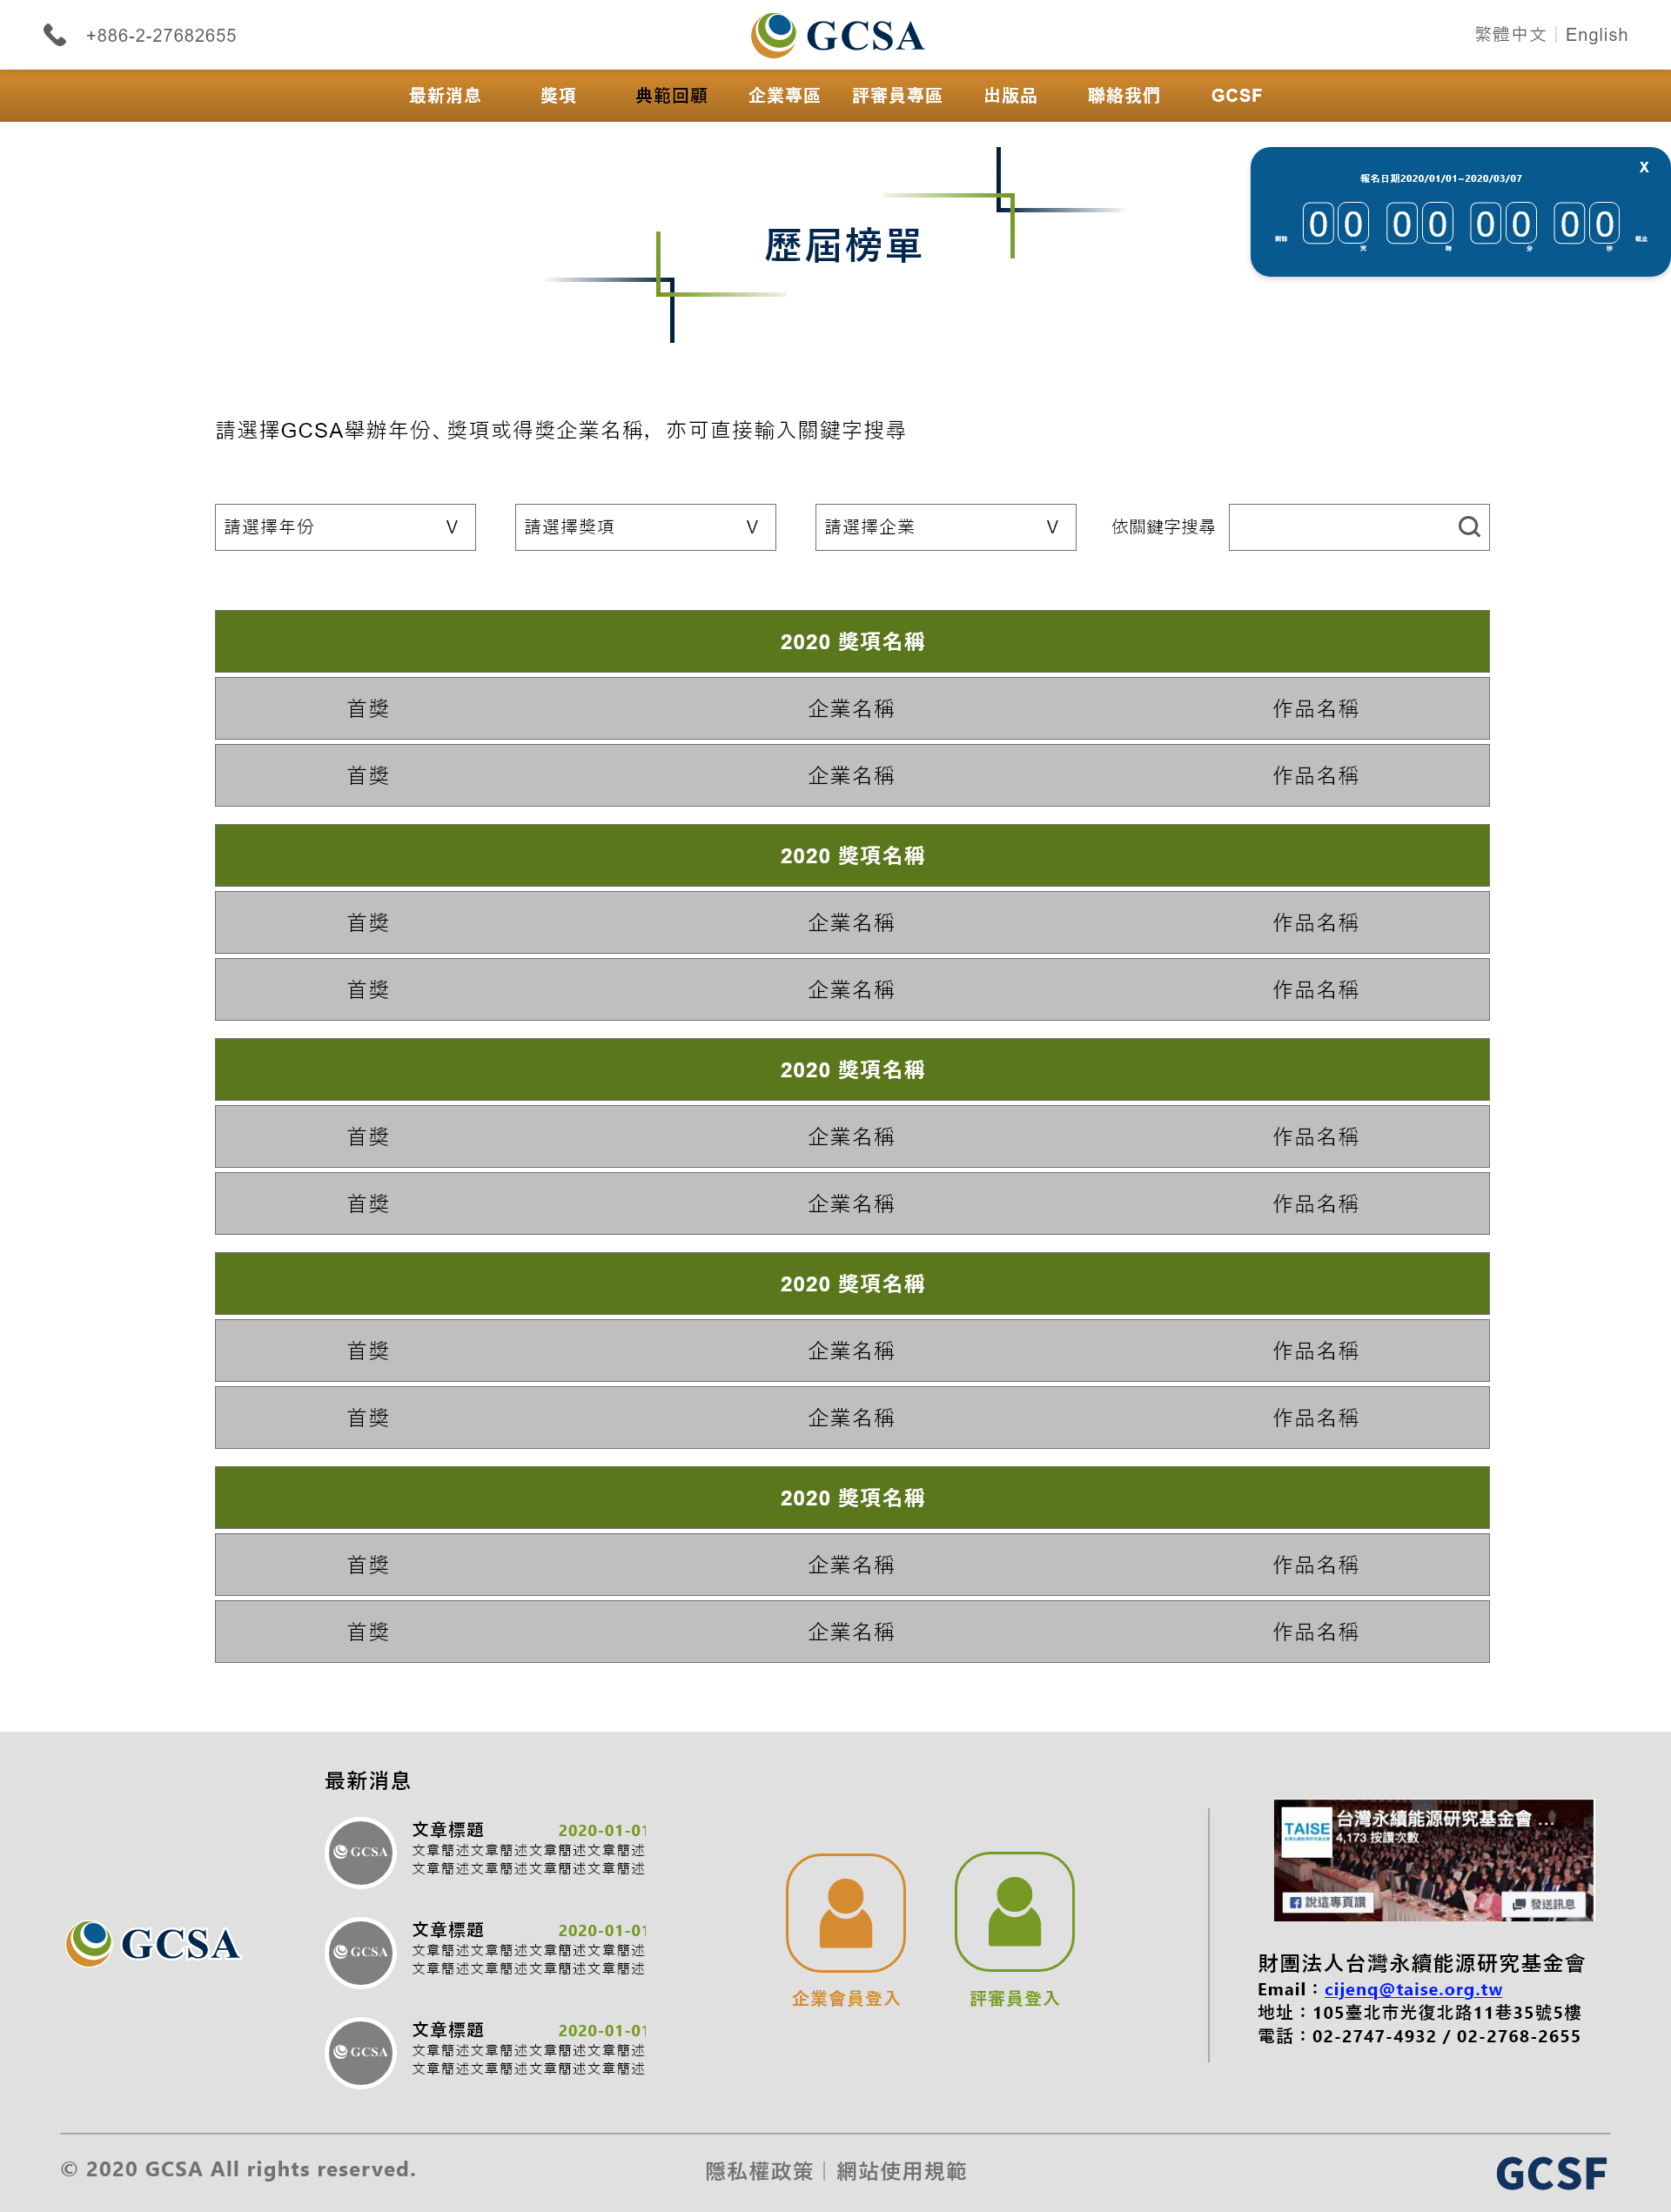 +886-2-27682655
GCSA
繁體中文｜English
最新消息 獎項 典範回顧 企業專區 評審員專區 出版品 聯絡我們 GCSF
X
報名日期2020/01/01~2020/03/07
00 00 00 00
天 時 分 秒 截止
歷屆榜單
請選擇GCSA舉辦年份、獎項或得獎企業名稱，亦可直接輸入關鍵字搜尋
請選擇年份 V 請選擇獎項 V 請選擇企業 V 依關鍵字搜尋
2020 獎項名稱
首獎 企業名稱 作品名稱
首獎 企業名稱 作品名稱
2020 獎項名稱
首獎 企業名稱 作品名稱
首獎 企業名稱 作品名稱
2020 獎項名稱
首獎 企業名稱 作品名稱
首獎 企業名稱 作品名稱
2020 獎項名稱
首獎 企業名稱 作品名稱
首獎 企業名稱 作品名稱
2020 獎項名稱
首獎 企業名稱 作品名稱
首獎 企業名稱 作品名稱
GCSA
最新消息
GCSA
文章標題 2020-01-01
文章簡述文章簡述文章簡述文章簡述
文章簡述文章簡述文章簡述文章簡述
GCSA
文章標題 2020-01-01
文章簡述文章簡述文章簡述文章簡述
文章簡述文章簡述文章簡述文章簡述
GCSA
文章標題 2020-01-01
文章簡述文章簡述文章簡述文章簡述
文章簡述文章簡述文章簡述文章簡述
企業會員登入 評審員登入
TAISE
台灣永續能源研究基金會
台灣永續能源研究基金會 ...
4,173 按讚次數
說這專頁讚 發送訊息
財團法人台灣永續能源研究基金會
Email：cijenq@taise.org.tw
地址：105臺北市光復北路11巷35號5樓
電話：02-2747-4932 / 02-2768-2655
© 2020 GCSA All rights reserved.
隱私權政策｜網站使用規範
GCSF